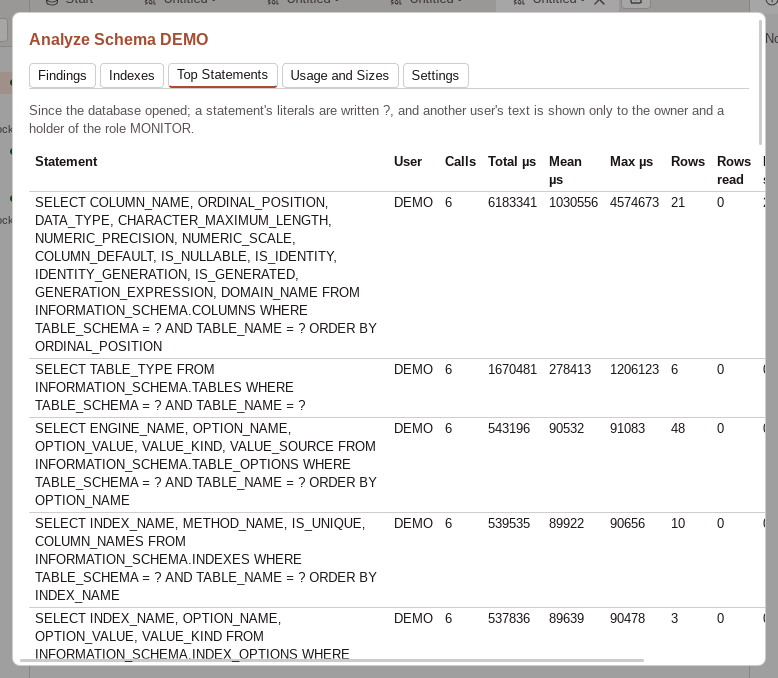 Start
Analyze Schema DEMO
Findings
Indexes
Top Statements
Usage and Sizes
Settings
Since the database opened; a statement's literals are written ?, and another user's text is shown only to the owner and a
holder of the role MONITOR.
Statement User Calls Total µs Mean µs Max µs Rows Rows read
SELECT COLUMN_NAME, ORDINAL_POSITION, DEMO 6 6183341 1030556 4574673 21 0
DATA_TYPE, CHARACTER_MAXIMUM_LENGTH,
NUMERIC_PRECISION, NUMERIC_SCALE,
COLUMN_DEFAULT, IS_NULLABLE, IS_IDENTITY,
IDENTITY_GENERATION, IS_GENERATED,
GENERATION_EXPRESSION, DOMAIN_NAME FROM
INFORMATION_SCHEMA.COLUMNS WHERE
TABLE_SCHEMA = ? AND TABLE_NAME = ? ORDER BY
ORDINAL_POSITION
SELECT TABLE_TYPE FROM DEMO 6 1670481 278413 1206123 6 0
INFORMATION_SCHEMA.TABLES WHERE
TABLE_SCHEMA = ? AND TABLE_NAME = ?
SELECT ENGINE_NAME, OPTION_NAME, DEMO 6 543196 90532 91083 48 0
OPTION_VALUE, VALUE_KIND, VALUE_SOURCE FROM
INFORMATION_SCHEMA.TABLE_OPTIONS WHERE
TABLE_SCHEMA = ? AND TABLE_NAME = ? ORDER BY
OPTION_NAME
SELECT INDEX_NAME, METHOD_NAME, IS_UNIQUE, DEMO 6 539535 89922 90656 10 0
COLUMN_NAMES FROM
INFORMATION_SCHEMA.INDEXES WHERE
TABLE_SCHEMA = ? AND TABLE_NAME = ? ORDER BY
INDEX_NAME
SELECT INDEX_NAME, OPTION_NAME, DEMO 6 537836 89639 90478 3 0
OPTION_VALUE, VALUE_KIND FROM
INFORMATION_SCHEMA.INDEX_OPTIONS WHERE